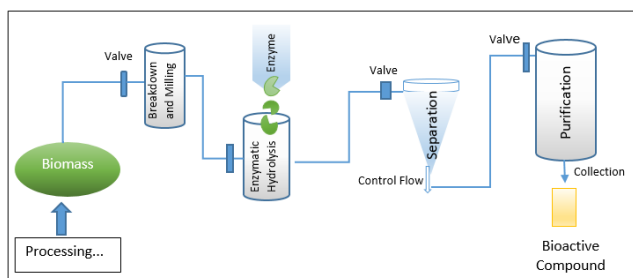 Processing...
Biomass
Valve
Breakdown
and Milling
Enzyme
Enzymatic
Hydrolysis
Valve
Separation
Control Flow
Valve
Purification
Collection
Bioactive
Compound